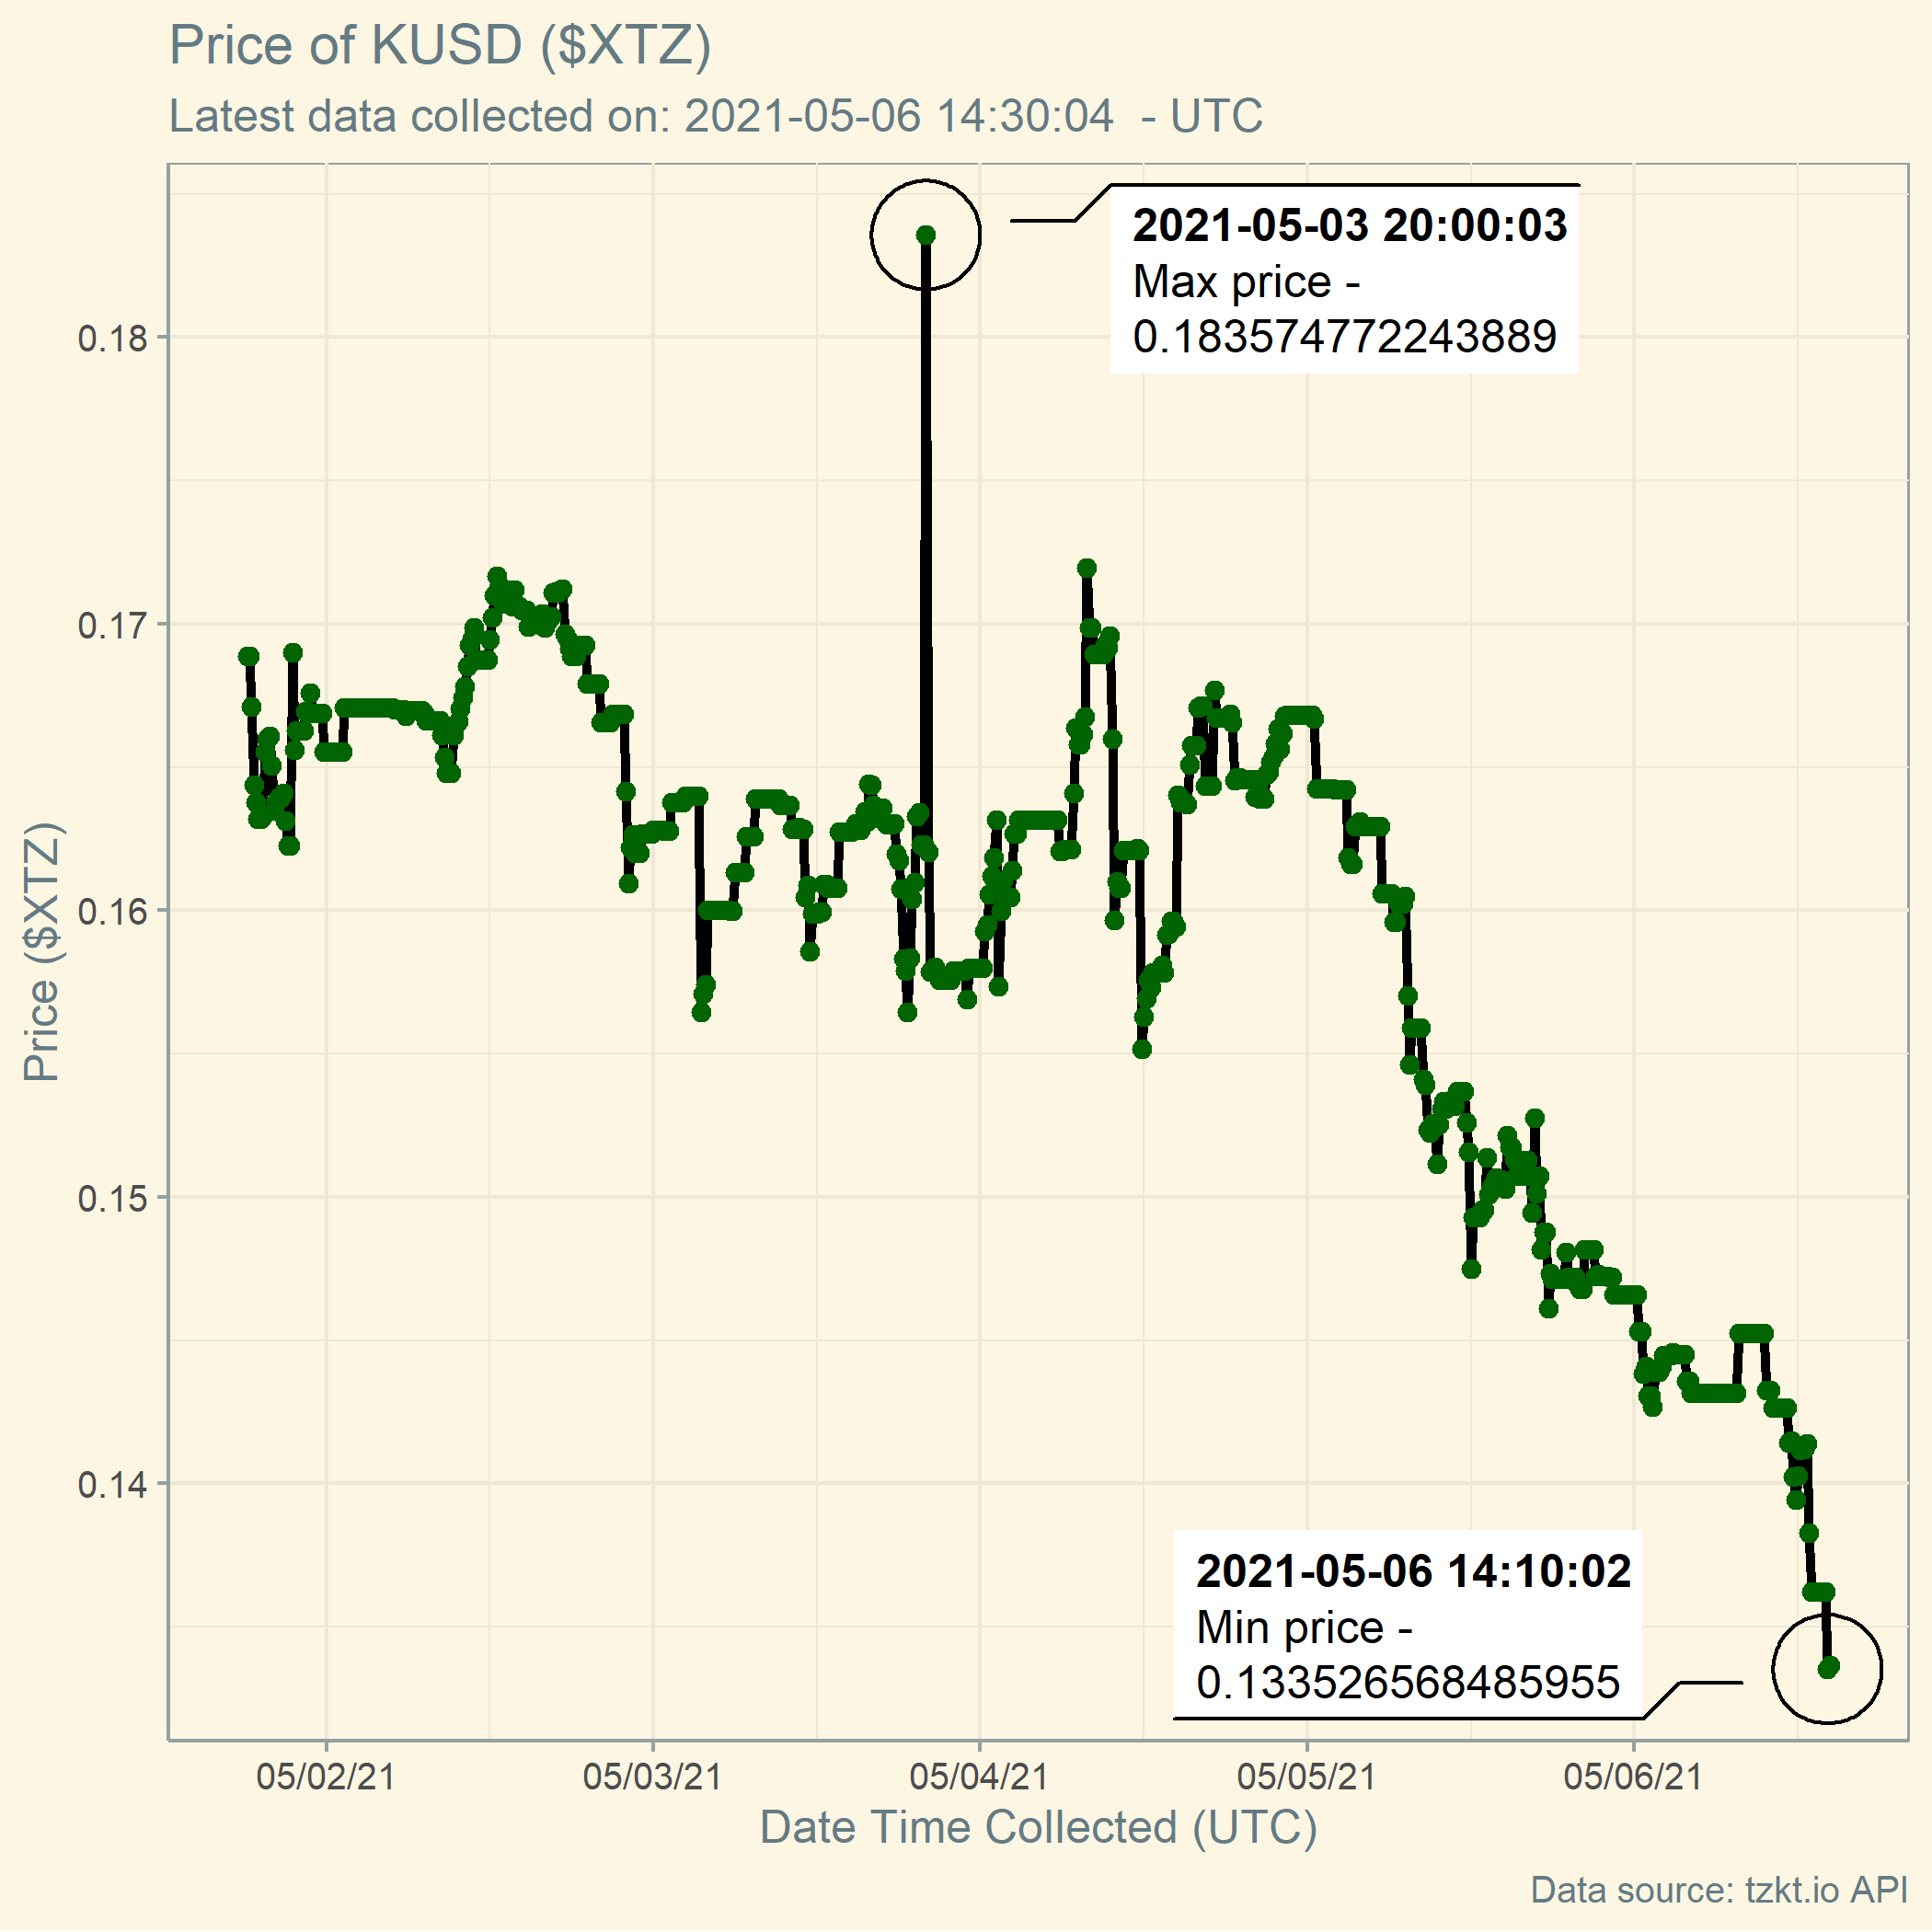 Price of KUSD ($XTZ)
Latest data collected on: 2021-05-06 14:30:04  - UTC
2021-05-03 20:00:03
Max price -
0.183574772243889
0.18
0.17
0.16
0.15
0.14
Price ($XTZ)
2021-05-06 14:10:02
Min price -
0.133526568485955
05/02/21
05/03/21
05/04/21
05/05/21
05/06/21
Date Time Collected (UTC)
Data source: tzkt.io API